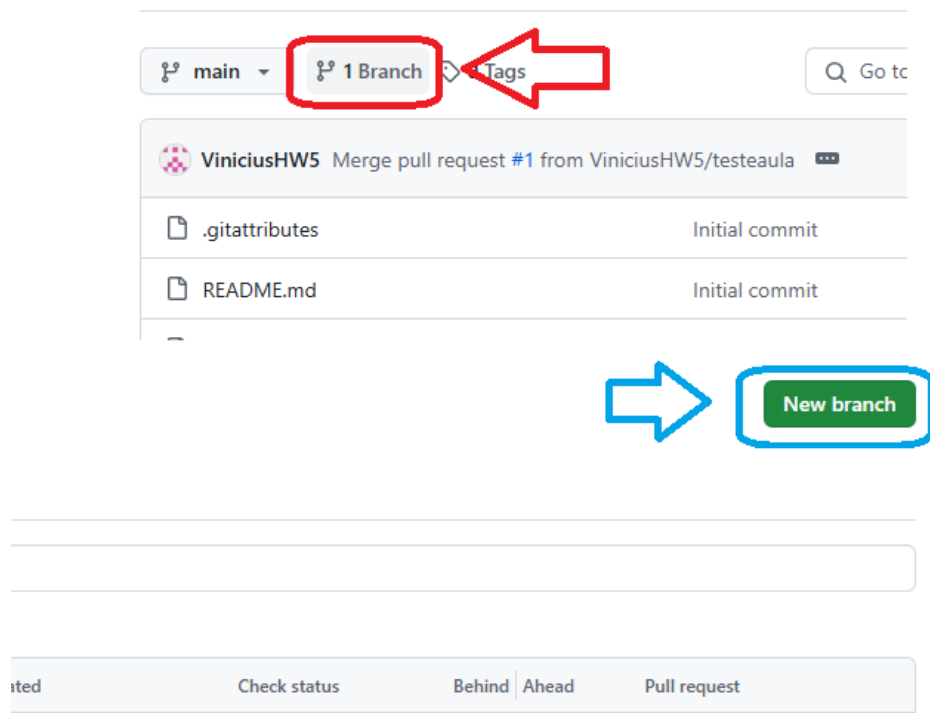 main 1 Branch Tags Go to
ViniciusHW5 Merge pull request #1 from ViniciusHW5/testeaula
.gitattributes Initial commit
README.md Initial commit
New branch
ated Check status Behind Ahead Pull request